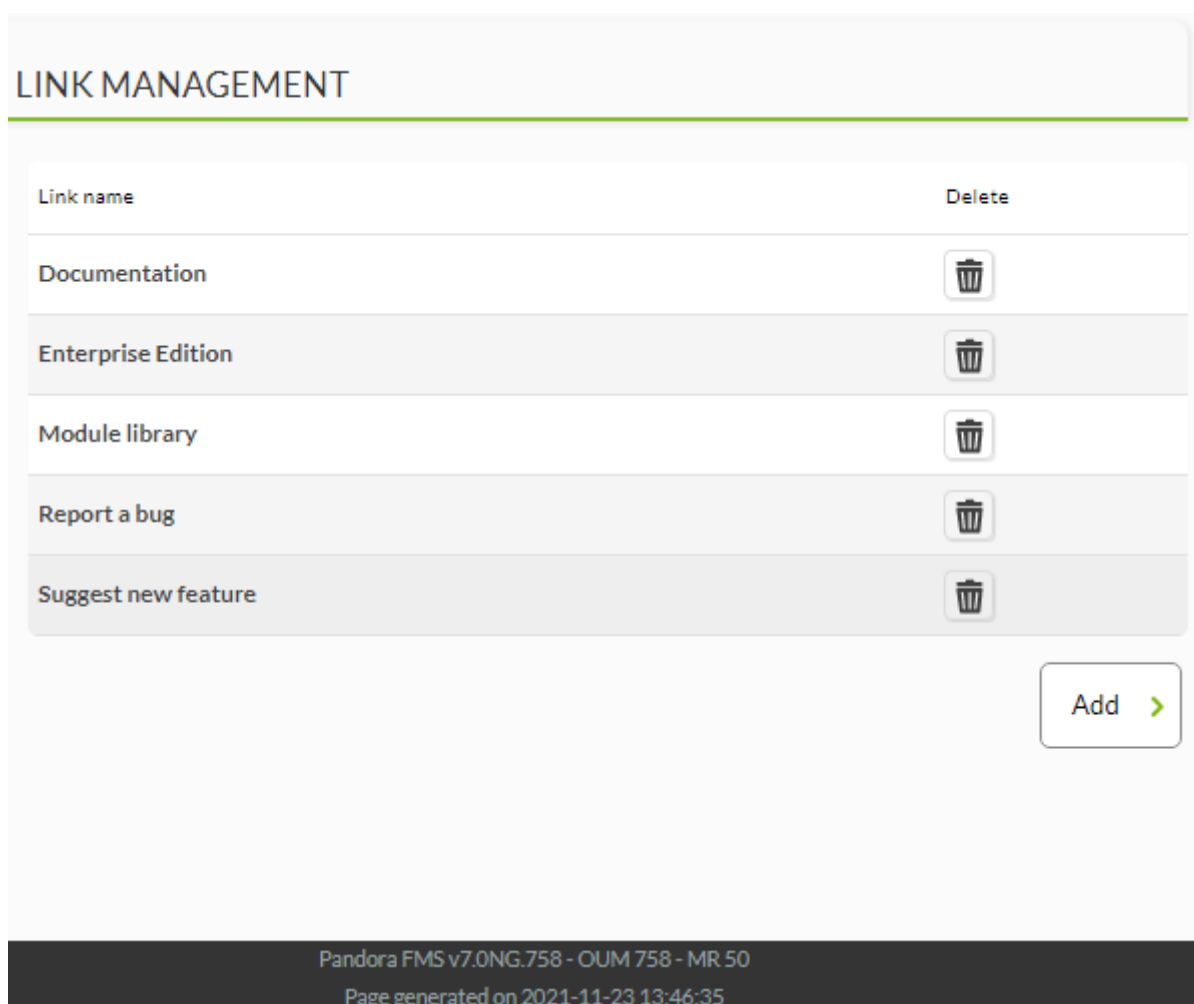 LINK MANAGEMENT
Link name Delete
Documentation
Enterprise Edition
Module library
Report a bug
Suggest new feature
Add
Pandora FMS v7.0NG.758 - OUM 758 - MR 50
Page generated on 2021-11-23 13:46:35